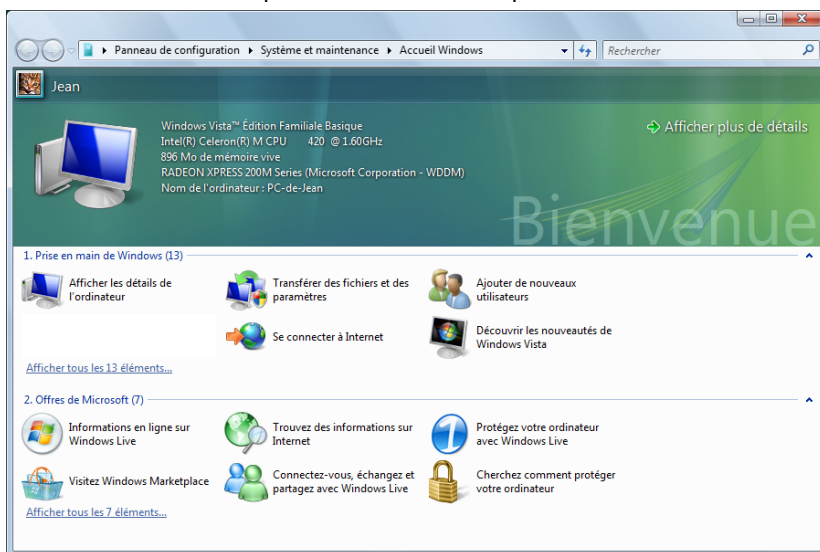 Panneau de configuration ▸ Système et maintenance ▸ Accueil Windows
Rechercher
Jean
Windows Vista™ Édition Familiale Basique
Intel(R) Celeron(R) M CPU 420 @ 1.60GHz
896 Mo de mémoire vive
RADEON XPRESS 200M Series (Microsoft Corporation - WDDM)
Nom de l'ordinateur : PC-de-Jean
Afficher plus de détails
Bienvenue
1. Prise en main de Windows (13)
Afficher les détails de
l'ordinateur
Transférer des fichiers et des
paramètres
Ajouter de nouveaux
utilisateurs
Se connecter à Internet
Découvrir les nouveautés de
Windows Vista
Afficher tous les 13 éléments...
2. Offres de Microsoft (7)
Informations en ligne sur
Windows Live
Trouvez des informations sur
Internet
Protégez votre ordinateur
avec Windows Live
Visitez Windows Marketplace
Connectez-vous, échangez et
partagez avec Windows Live
Cherchez comment protéger
votre ordinateur
Afficher tous les 7 éléments...